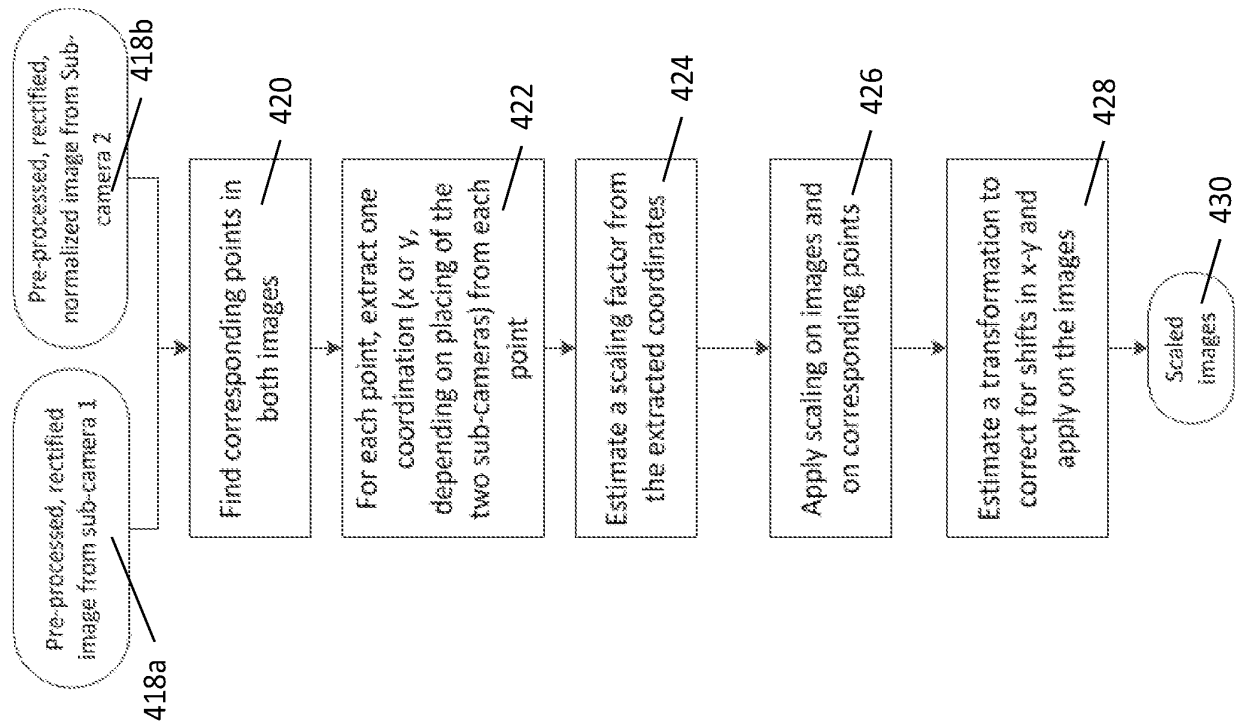 Pre-processed, rectified
image from sub-camera 1
418a
Pre-processed, rectified,
normalized image from Sub-
camera 2
418b
Find corresponding points in
both images
420
For each point, extract one
coordination (x or y,
depending on placing of the
two sub-cameras) from each
point
422
Estimate a scaling factor from
the extracted coordinates
424
Apply scaling on images and
on corresponding points
426
Estimate a transformation to
correct for shifts in x-y and
apply on the images
428
Scaled
images
430